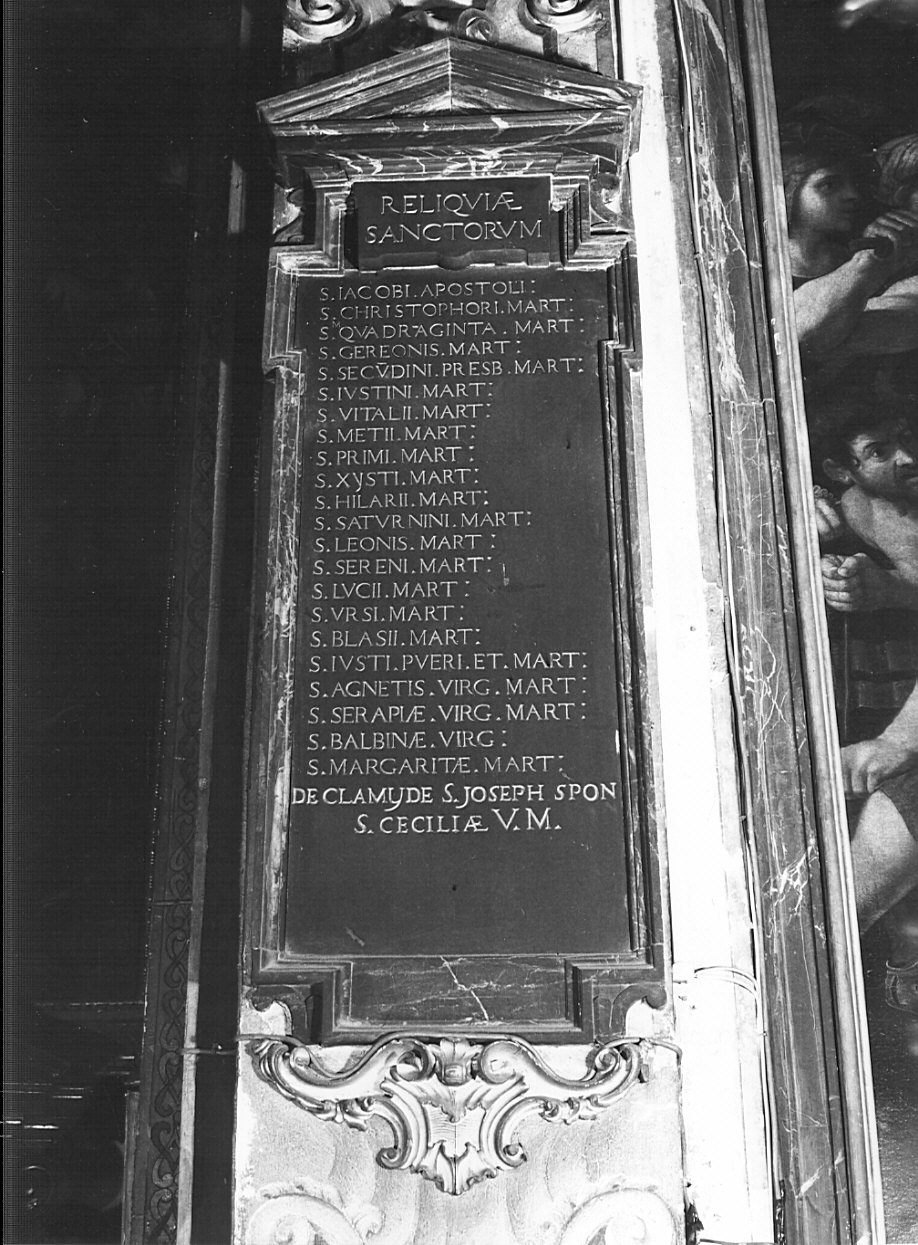 RELIQVIÆ
SANCTORVM
S. IACOBI. APOSTOLI:
S. CHRISTOPHORI. MART:
S.ᴹ QVADRAGINTA. MART:
S. GEREONIS. MART:
S. SECV̄DINI. PRESB. MART:
S. IVSTINI. MART:
S. VITALII. MART:
S. METII. MART:
S. PRIMI. MART:
S. XYSTI. MART:
S. HILARII. MART:
S. SATVRNINI. MART:
S. LEONIS. MART:
S. SERENI. MART:
S. LVCII. MART:
S. VRSI. MART:
S. BLASII. MART:
S. IVSTI. PVERI. ET. MART:
S. AGNETIS. VIRG. MART:
S. SERAPIÆ. VIRG. MART:
S. BALBINÆ. VIRG:
S. MARGARITÆ. MART:
DE CLAMYDE S. JOSEPH SPON
S. CECILIÆ V. M.